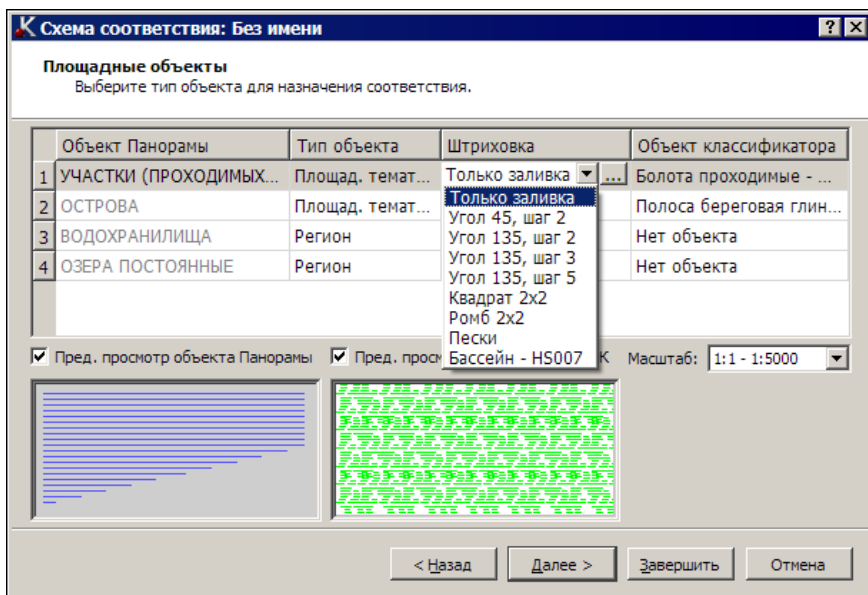 Схема соответствия: Без имени
Площадные объекты
Выберите тип объекта для назначения соответствия.
Объект Панорамы Тип объекта Штриховка Объект классификатора
1 УЧАСТКИ (ПРОХОДИМЫХ... Площад. темат... Только заливка ... Болота проходимые - ...
2 ОСТРОВА Площад. темат... Полоса береговая глин...
3 ВОДОХРАНИЛИЩА Регион Нет объекта
4 ОЗЕРА ПОСТОЯННЫЕ Регион Нет объекта
Только заливка
Угол 45, шаг 2
Угол 135, шаг 2
Угол 135, шаг 3
Угол 135, шаг 5
Квадрат 2x2
Ромб 2x2
Пески
Бассейн - HS007
Пред. просмотр объекта Панорамы Пред. прос К Масштаб: 1:1 - 1:5000
< Назад Далее > Завершить Отмена